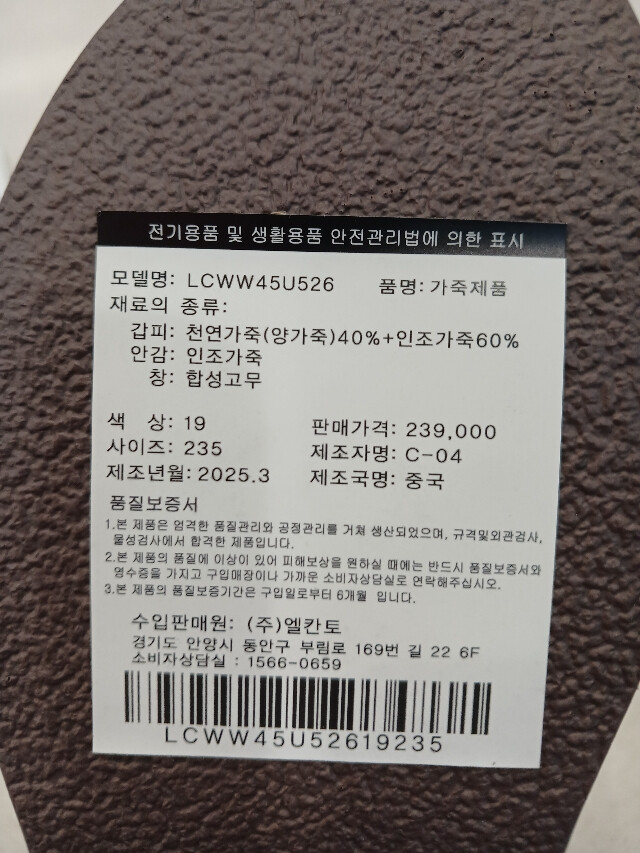 전기용품 및 생활용품 안전관리법에 의한 표시
모델명: LCWW45U526 품명: 가죽제품
재료의 종류:
갑피: 천연가죽(양가죽)40%+인조가죽60%
안감: 인조가죽
창: 합성고무
색 상: 19 판매가격: 239,000
사이즈: 235 제조자명: C-04
제조년월: 2025.3 제조국명: 중국
품질보증서
1.본 제품은 엄격한 품질관리와 공정관리를 거쳐 생산되었으며, 규격및외관검사,
물성검사에서 합격한 제품입니다.
2.본 제품의 품질에 이상이 있어 피해보상을 원하실 때에는 반드시 품질보증서와
영수증을 가지고 구입매장이나 가까운 소비자상담실로 연락해주십시오.
3.본 제품의 품질보증기간은 구입일로부터 6개월 입니다.
수입판매원: (주)엘칸토
경기도 안양시 동안구 부림로 169번 길 22 6F
소비자상담실 : 1566-0659
LCWW45U52619235